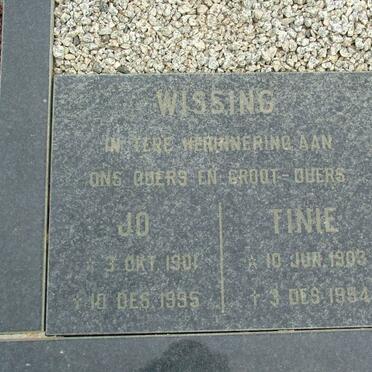 WISSING
IN TERE HERINNERING AAN
ONS OUERS EN GROOT-OUERS
JO
☆ 3 OKT 1901
† 10 DES 1995
TINIE
☆ 10 JUN 1903
† 3 DES 1984